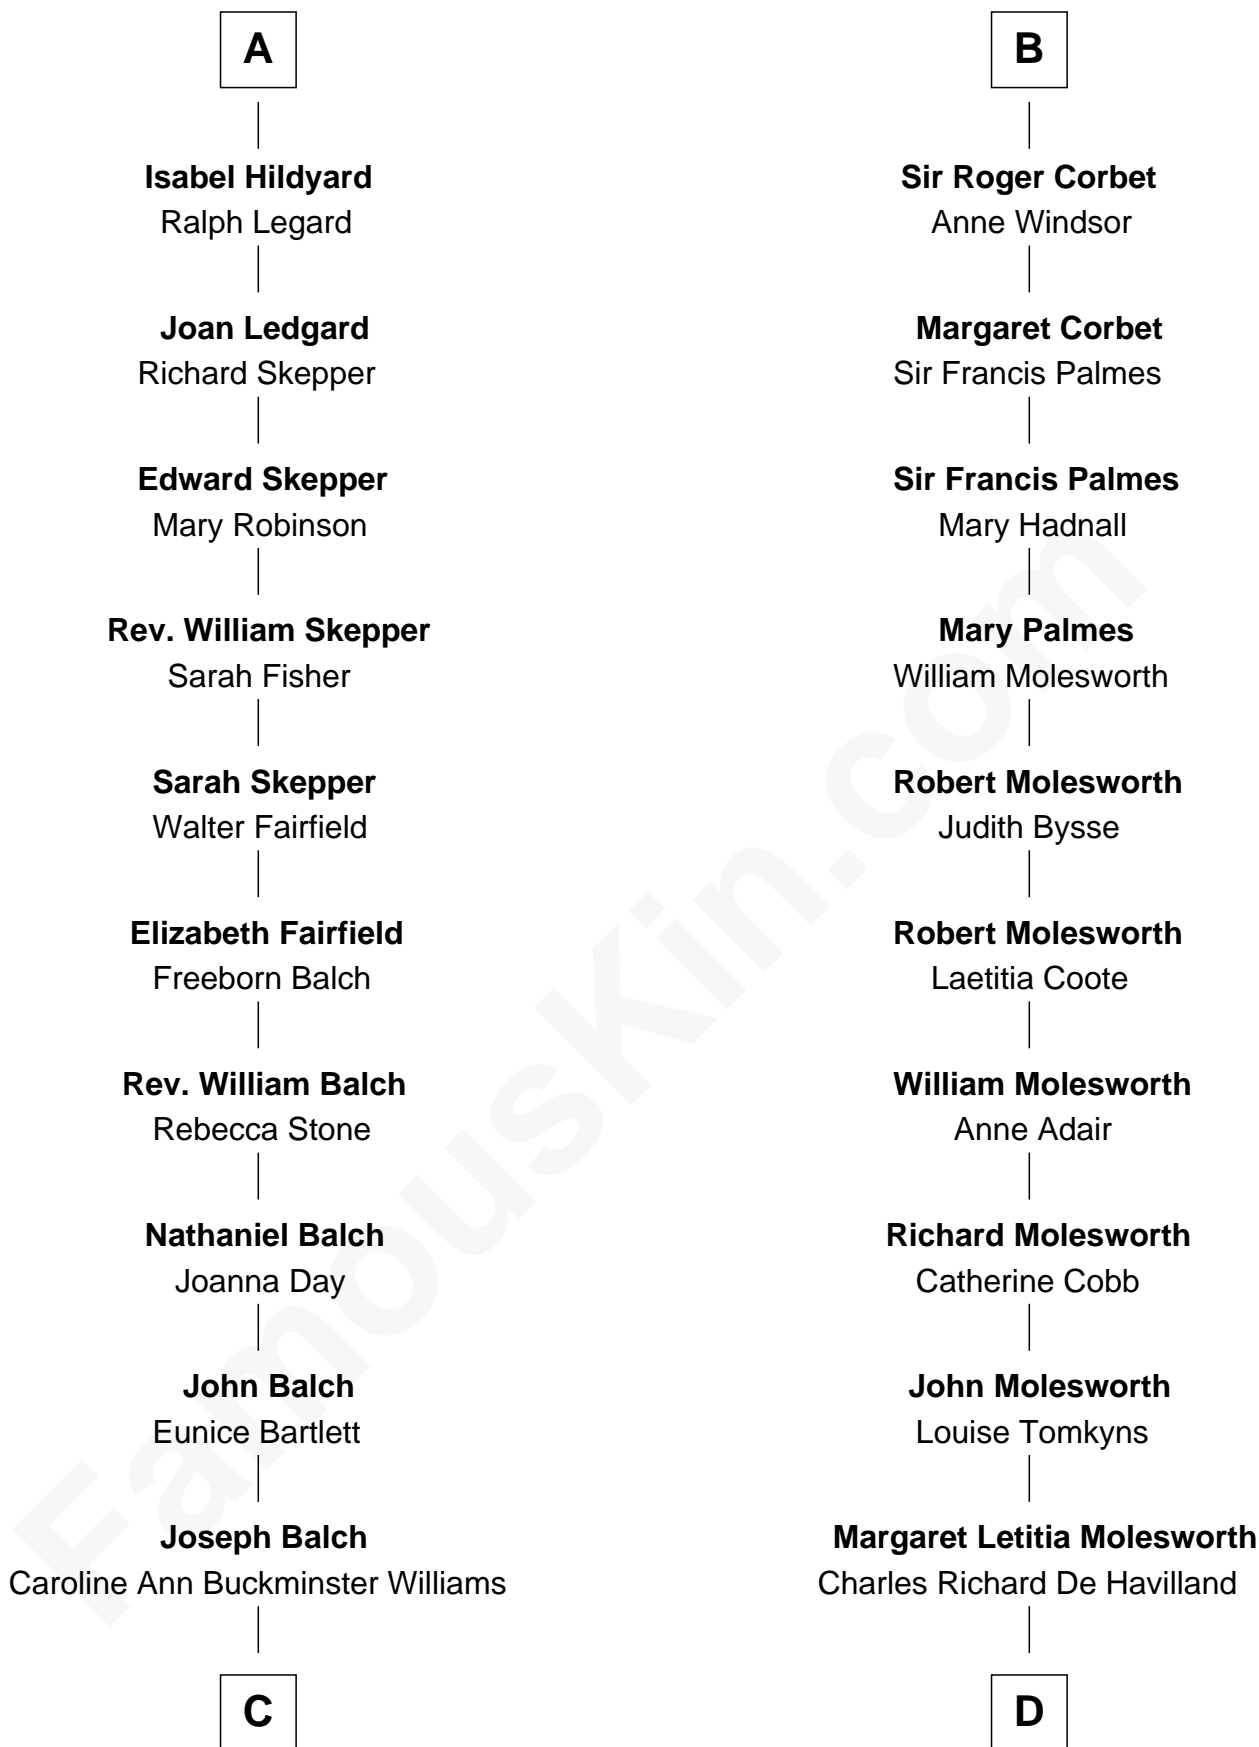 A
Isabel Hildyard
Ralph Legard
Joan Ledgard
Richard Skepper
Edward Skepper
Mary Robinson
Rev. William Skepper
Sarah Fisher
Sarah Skepper
Walter Fairfield
Elizabeth Fairfield
Freeborn Balch
Rev. William Balch
Rebecca Stone
Nathaniel Balch
Joanna Day
John Balch
Eunice Bartlett
Joseph Balch
Caroline Ann Buckminster Williams
C
B
Sir Roger Corbet
Anne Windsor
Margaret Corbet
Sir Francis Palmes
Sir Francis Palmes
Mary Hadnall
Mary Palmes
William Molesworth
Robert Molesworth
Judith Bysse
Robert Molesworth
Laetitia Coote
William Molesworth
Anne Adair
Richard Molesworth
Catherine Cobb
John Molesworth
Louise Tomkyns
Margaret Letitia Molesworth
Charles Richard De Havilland
D
FamousKin.com